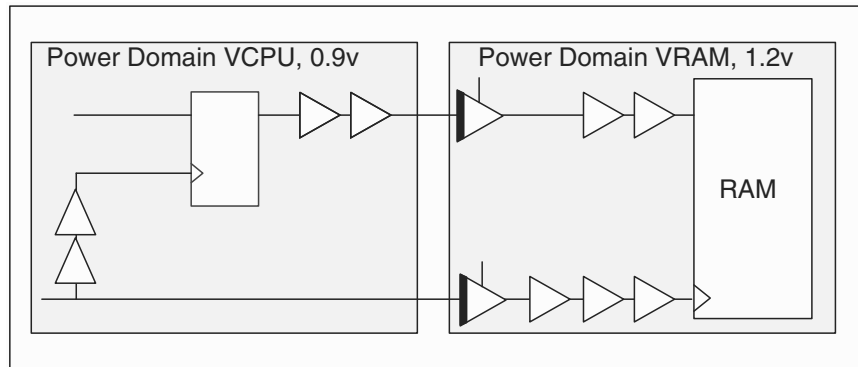 Power Domain VCPU, 0.9v
Power Domain VRAM, 1.2v
RAM